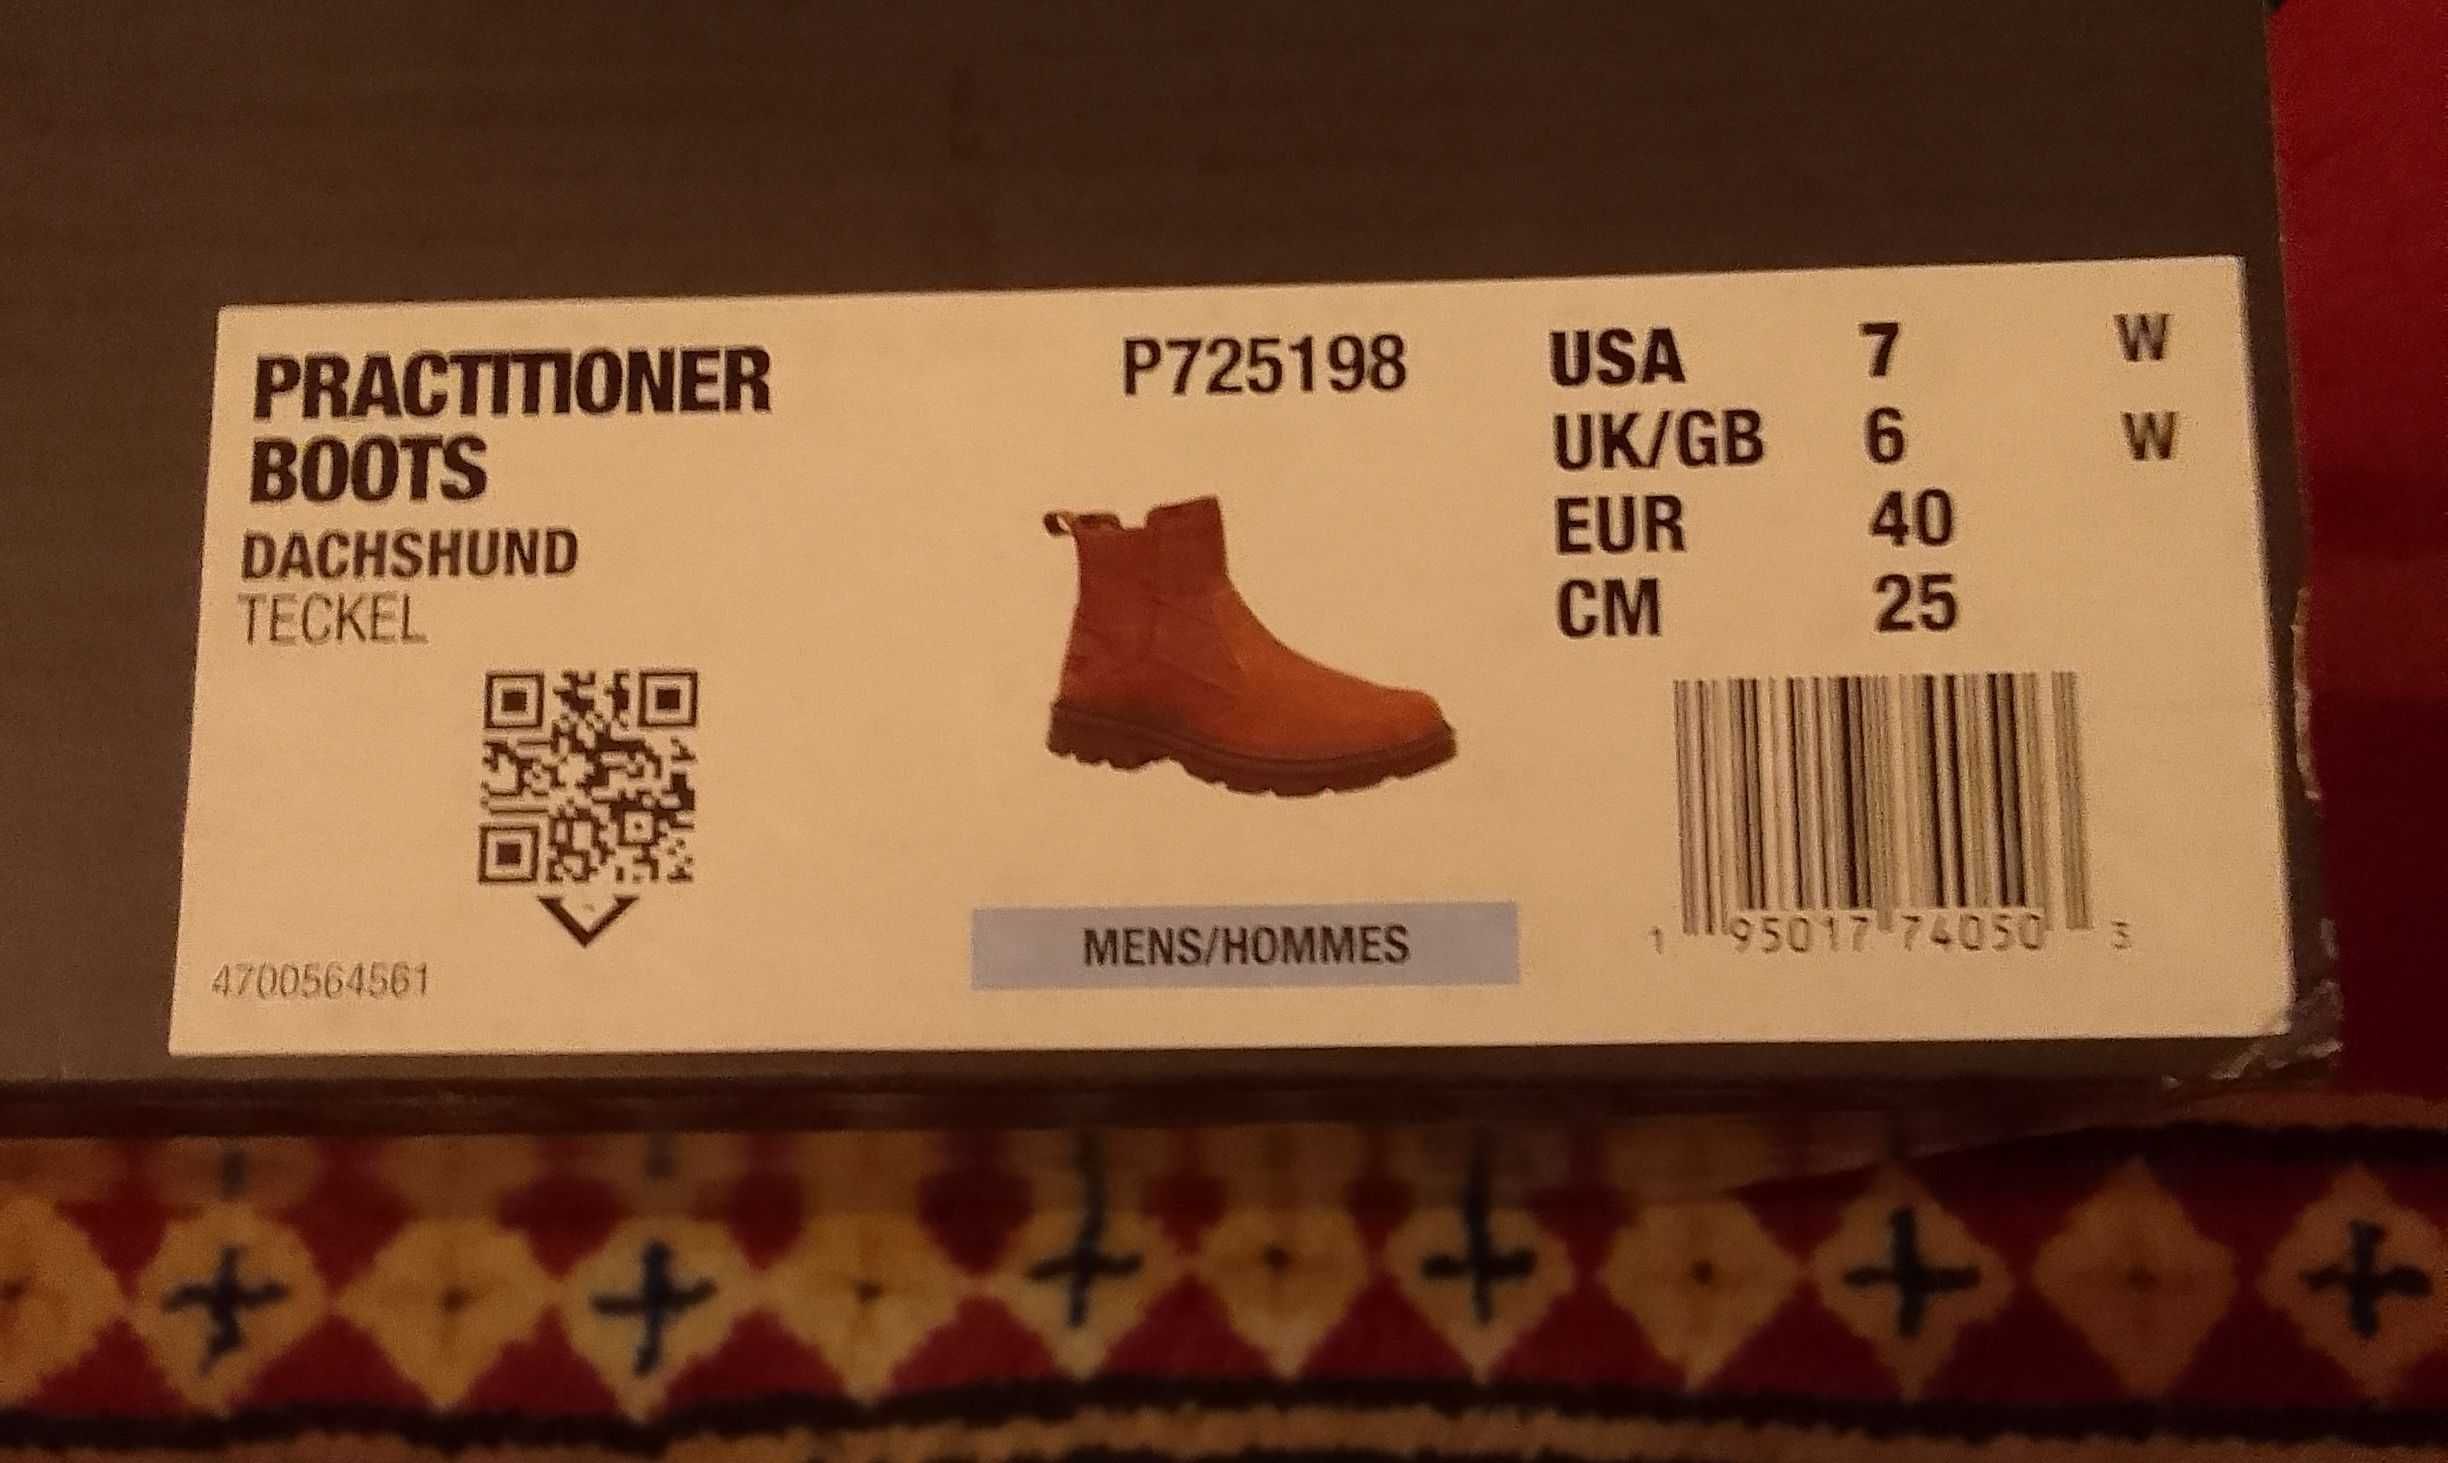 PRACTITIONER
BOOTS
DACHSHUND
TECKEL
4700564561
P725198
MENS/HOMMES
USA 7 W
UK/GB 6 W
EUR 40
CM 25
1 95017 74050 3